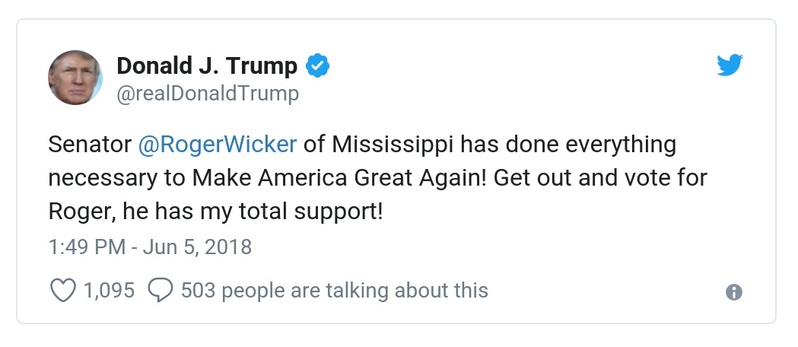 Donald J. Trump
@realDonaldTrump
Senator @RogerWicker of Mississippi has done everything
necessary to Make America Great Again! Get out and vote for
Roger, he has my total support!
1:49 PM - Jun 5, 2018
1,095 503 people are talking about this